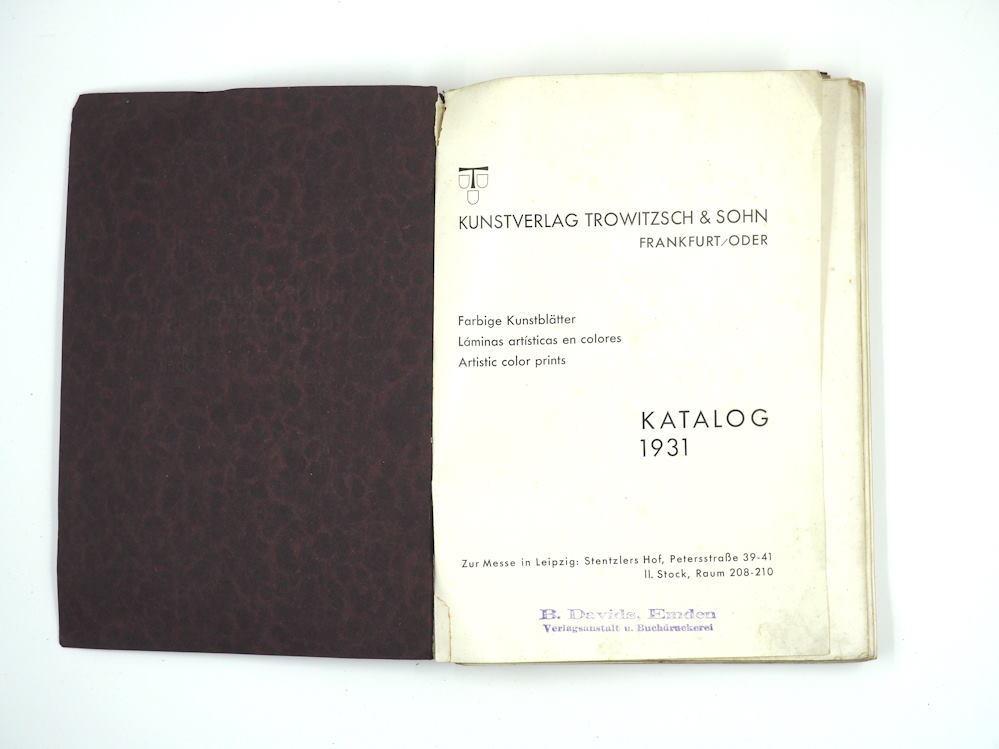 KUNSTVERLAG TROWITZSCH & SOHN
FRANKFURT/ODER
Farbige Kunstblätter
Láminas artísticas en colores
Artistic color prints
KATALOG
1931
Zur Messe in Leipzig: Stentzlers Hof, Petersstraße 39-41
II. Stock, Raum 208-210
B. Davids, Emden
Verlagsanstalt u. Buchdruckerei